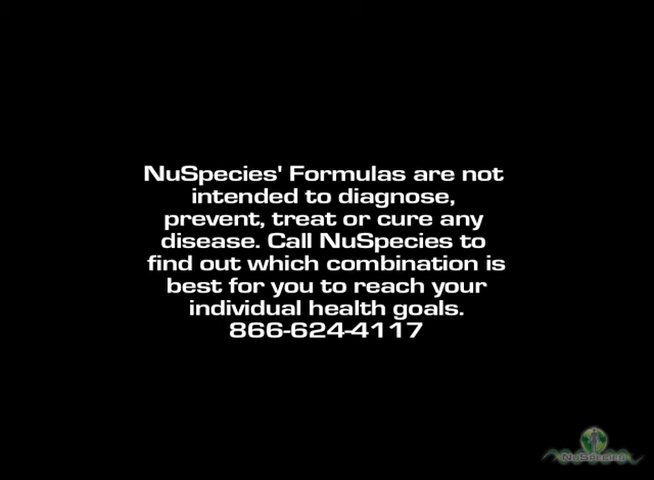 NuSpecies' Formulas are not
intended to diagnose,
prevent, treat or cure any
disease. Call NuSpecies to
find out which combination is
best for you to reach your
individual health goals.
866-624-4117
NuSpecies